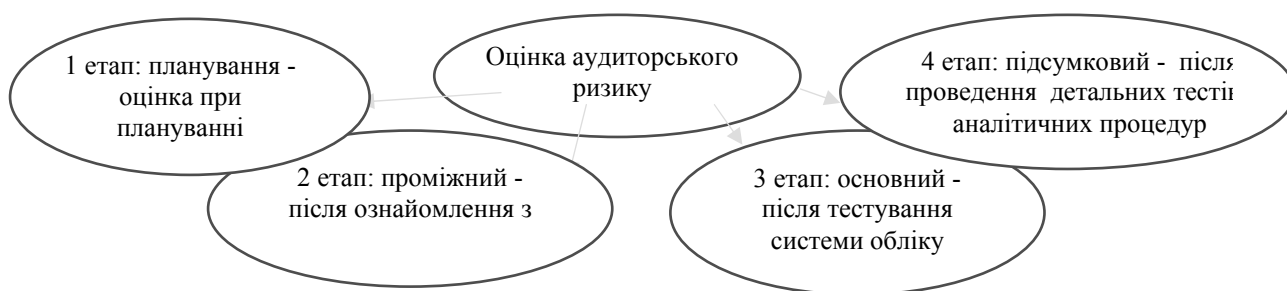 Оцінка аудиторського
ризику
1 етап: планування -
оцінка при
плануванні
2 етап: проміжний -
після ознайомлення з
3 етап: основний -
після тестування
системи обліку
4 етап: підсумковий - після
проведення детальних тестів
аналітичних процедур